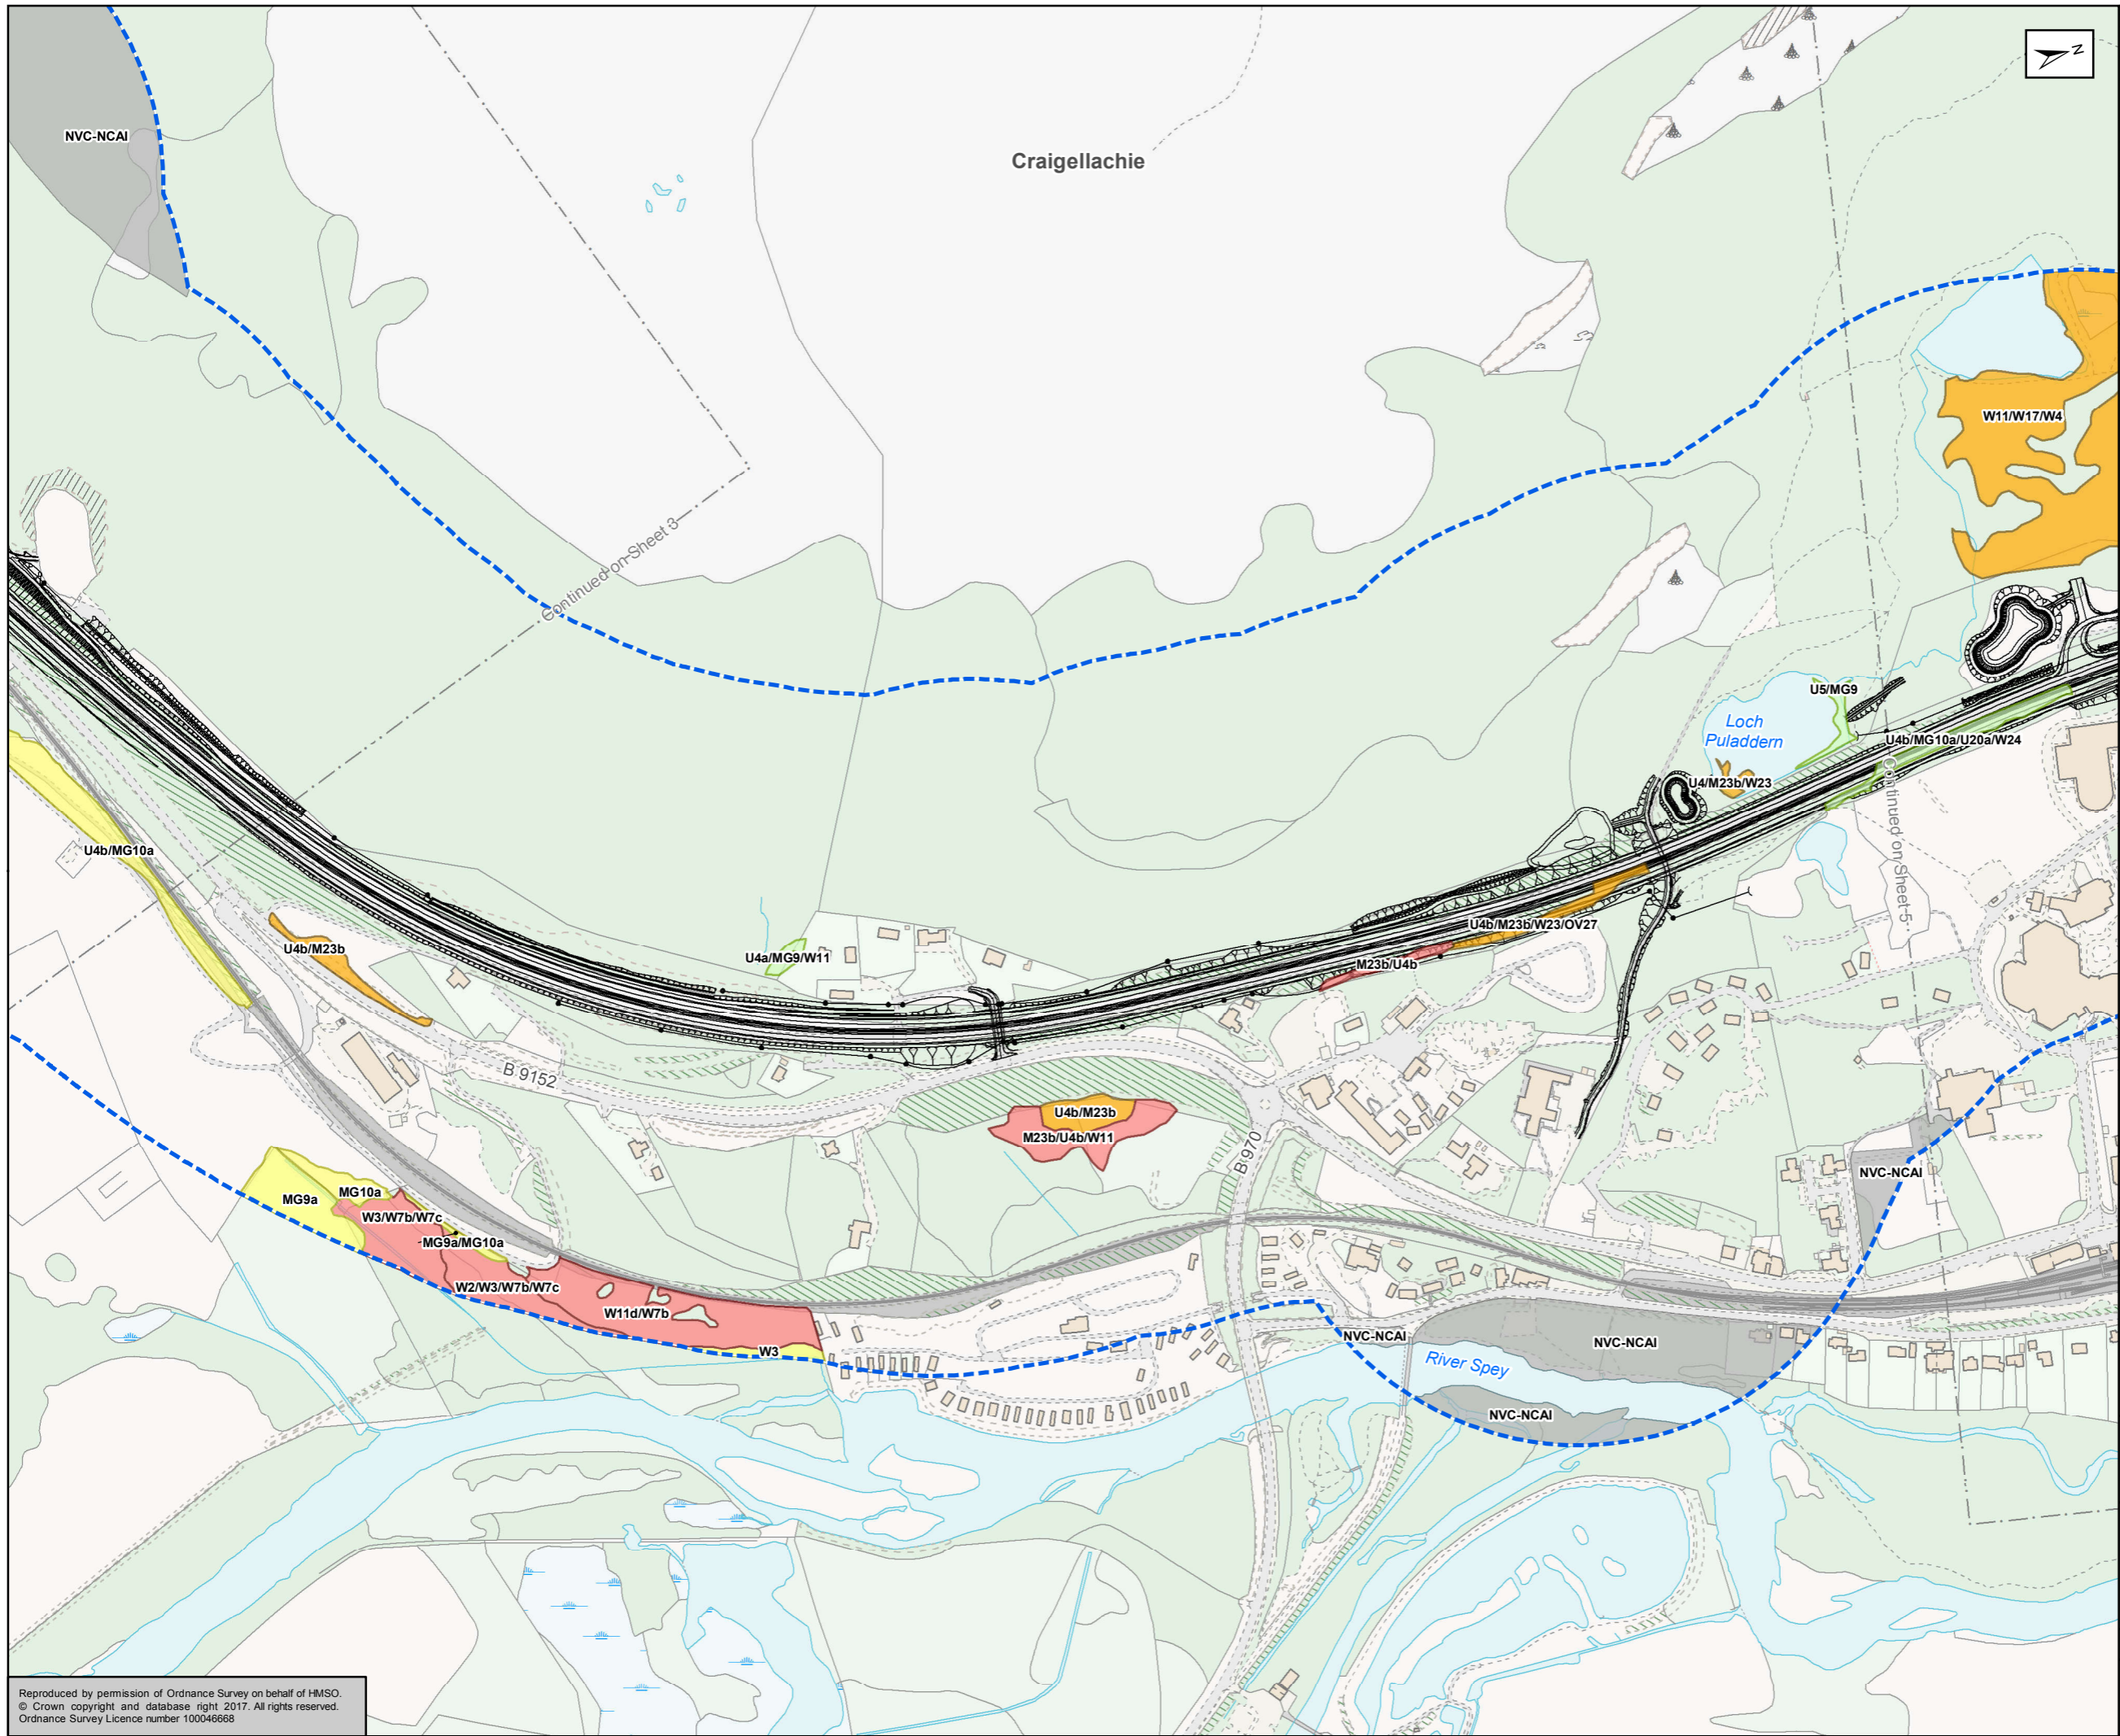 Z
NVC-NCAI
Craigellachie
W11/W17/W4
Continued on Sheet 3
U5/MG9
Loch
Puladdern
U4b/MG10a/U20a/W24
U4/M23b/W23
Continued on Sheet 5
U4b/MG10a
U4b/M23b/W23/OV27
U4b/M23b
U4a/MG9/W11
M23b/U4b
B 9152
U4b/M23b
M23b/U4b/W11
B 970
NVC-NCAI
MG10a
MG9a
W3/W7b/W7c
MG9a/MG10a
W2/W3/W7b/W7c
W11d/W7b
W3
NVC-NCAI
NVC-NCAI
River Spey
NVC-NCAI
Reproduced by permission of Ordnance Survey on behalf of HMSO.
© Crown copyright and database right 2017. All rights reserved.
Ordnance Survey Licence number 100046668